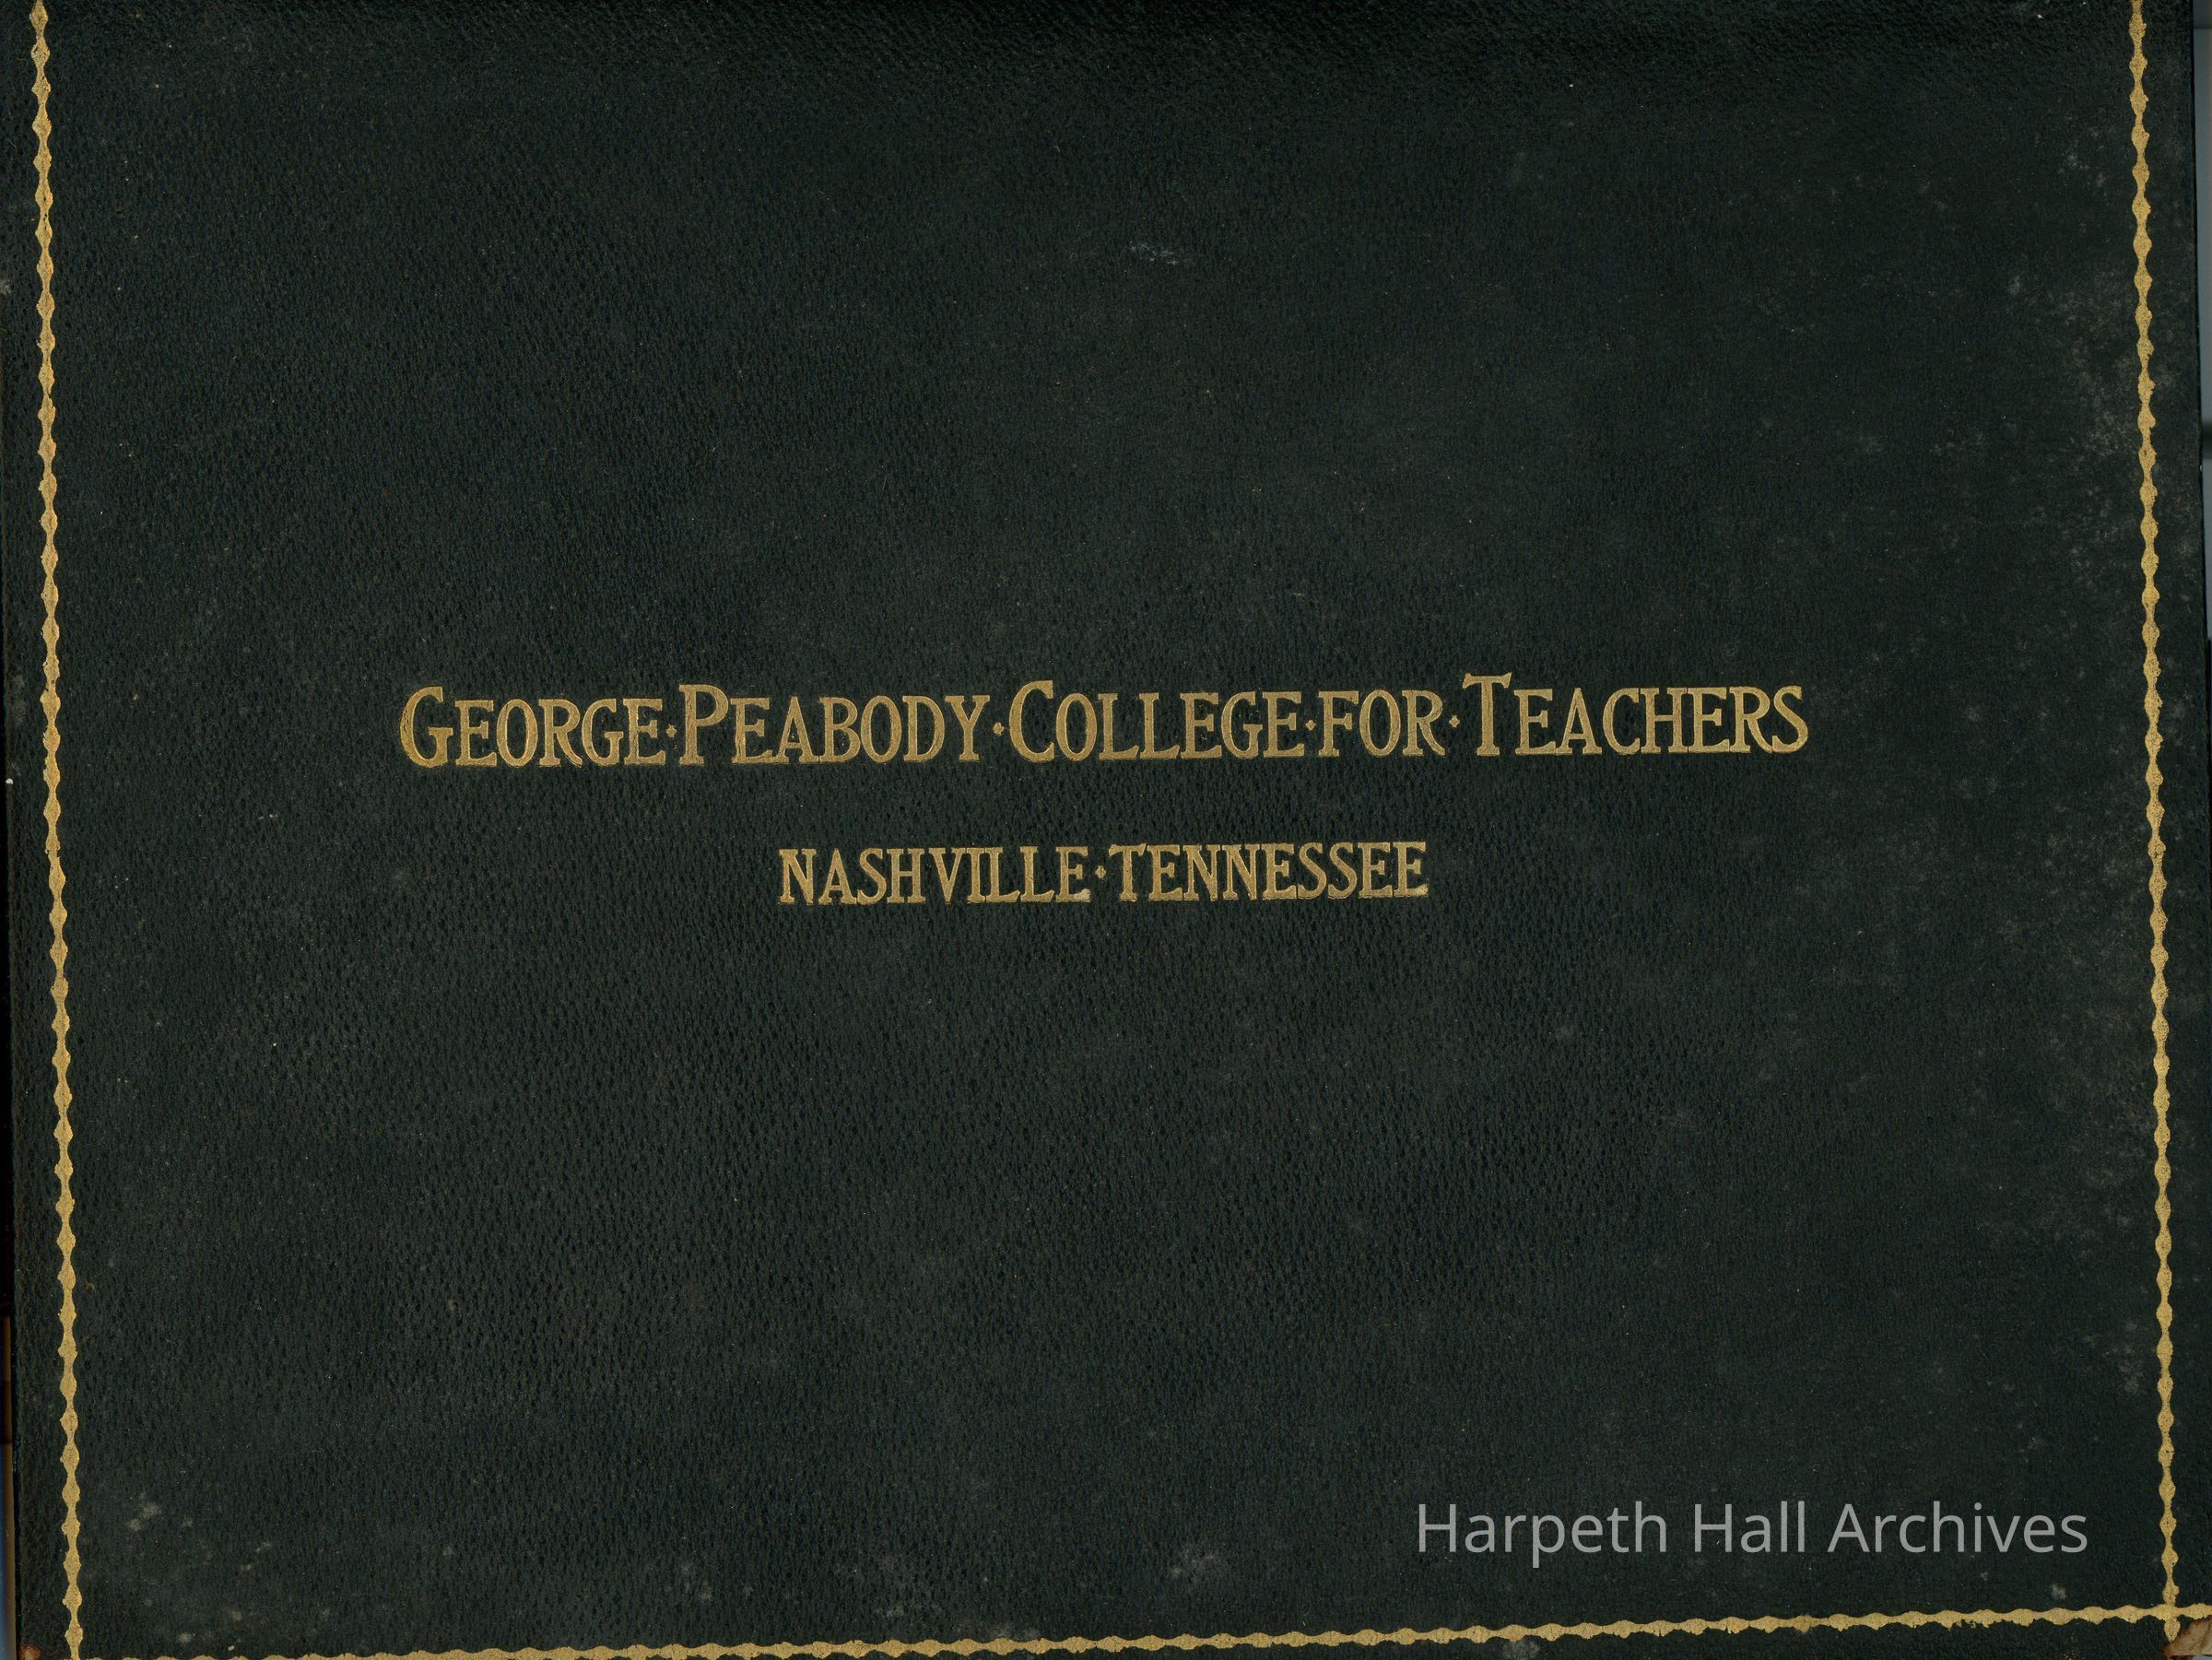 GEORGE·PEABODY·COLLEGE·FOR·TEACHERS
NASHVILLE·TENNESSEE
Harpeth Hall Archives